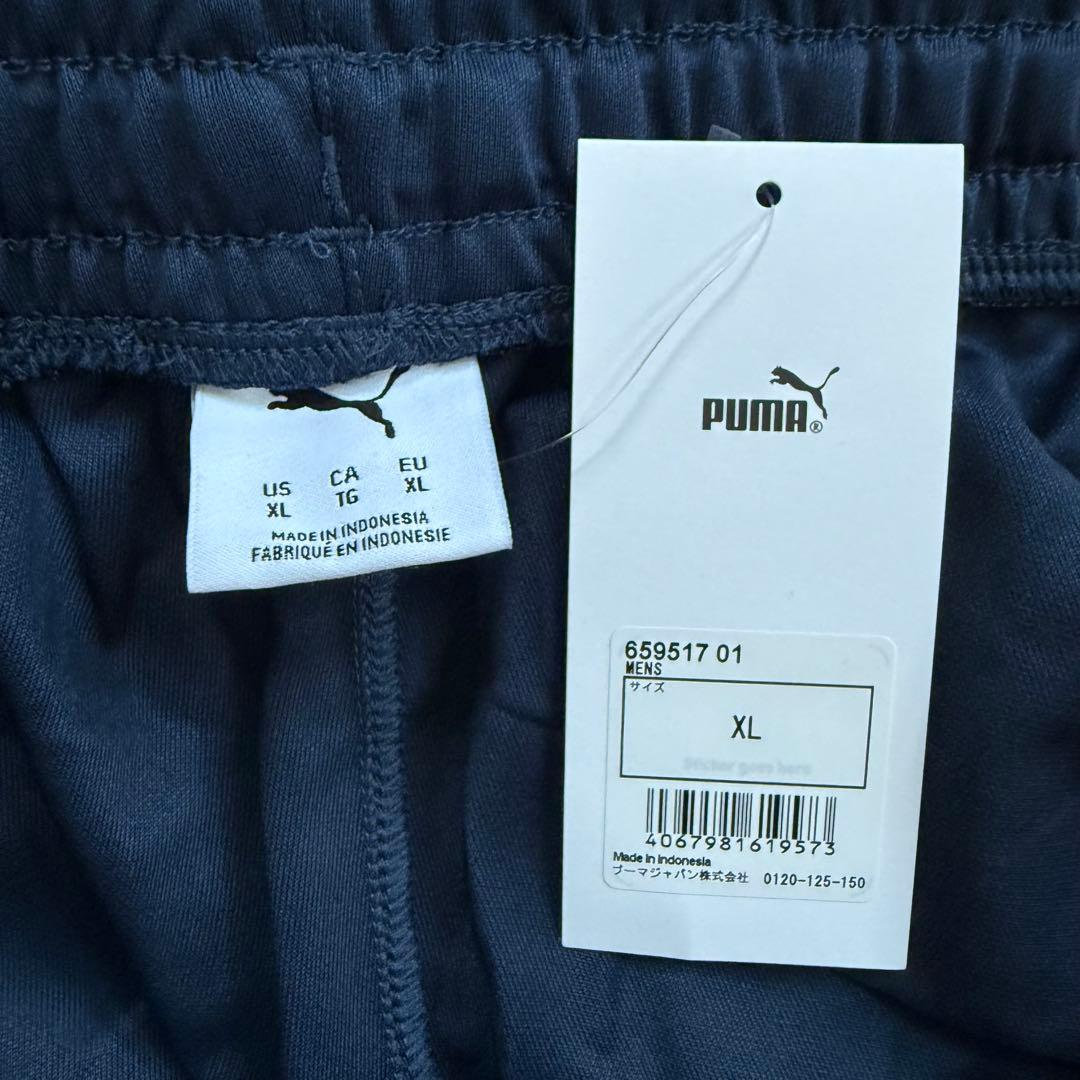 US CA EU
XL TG XL
MADE IN INDONESIA
FABRIQUÉ EN INDONESIE
PUMA®
659517 01
MENS
サイズ
XL
Sticker goes here
4067981619573
Made in Indonesia
プーマジャパン株式会社 0120-125-150